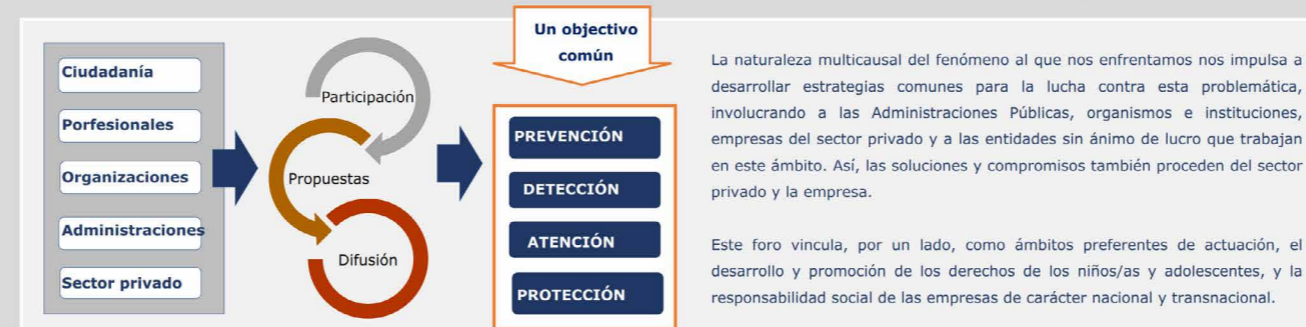 Ciudadanía
Porfesionales
Organizaciones
Administraciones
Sector privado
Participación
Propuestas
Difusión
Un objectivo
común
PREVENCIÓN
DETECCIÓN
ATENCIÓN
PROTECCIÓN
La naturaleza multicausal del fenómeno al que nos enfrentamos nos impulsa a
desarrollar estrategias comunes para la lucha contra esta problemática,
involucrando a las Administraciones Públicas, organismos e instituciones,
empresas del sector privado y a las entidades sin ánimo de lucro que trabajan
en este ámbito. Así, las soluciones y compromisos también proceden del sector
privado y la empresa.
Este foro vincula, por un lado, como ámbitos preferentes de actuación, el
desarrollo y promoción de los derechos de los niños/as y adolescentes, y la
responsabilidad social de las empresas de carácter nacional y transnacional.